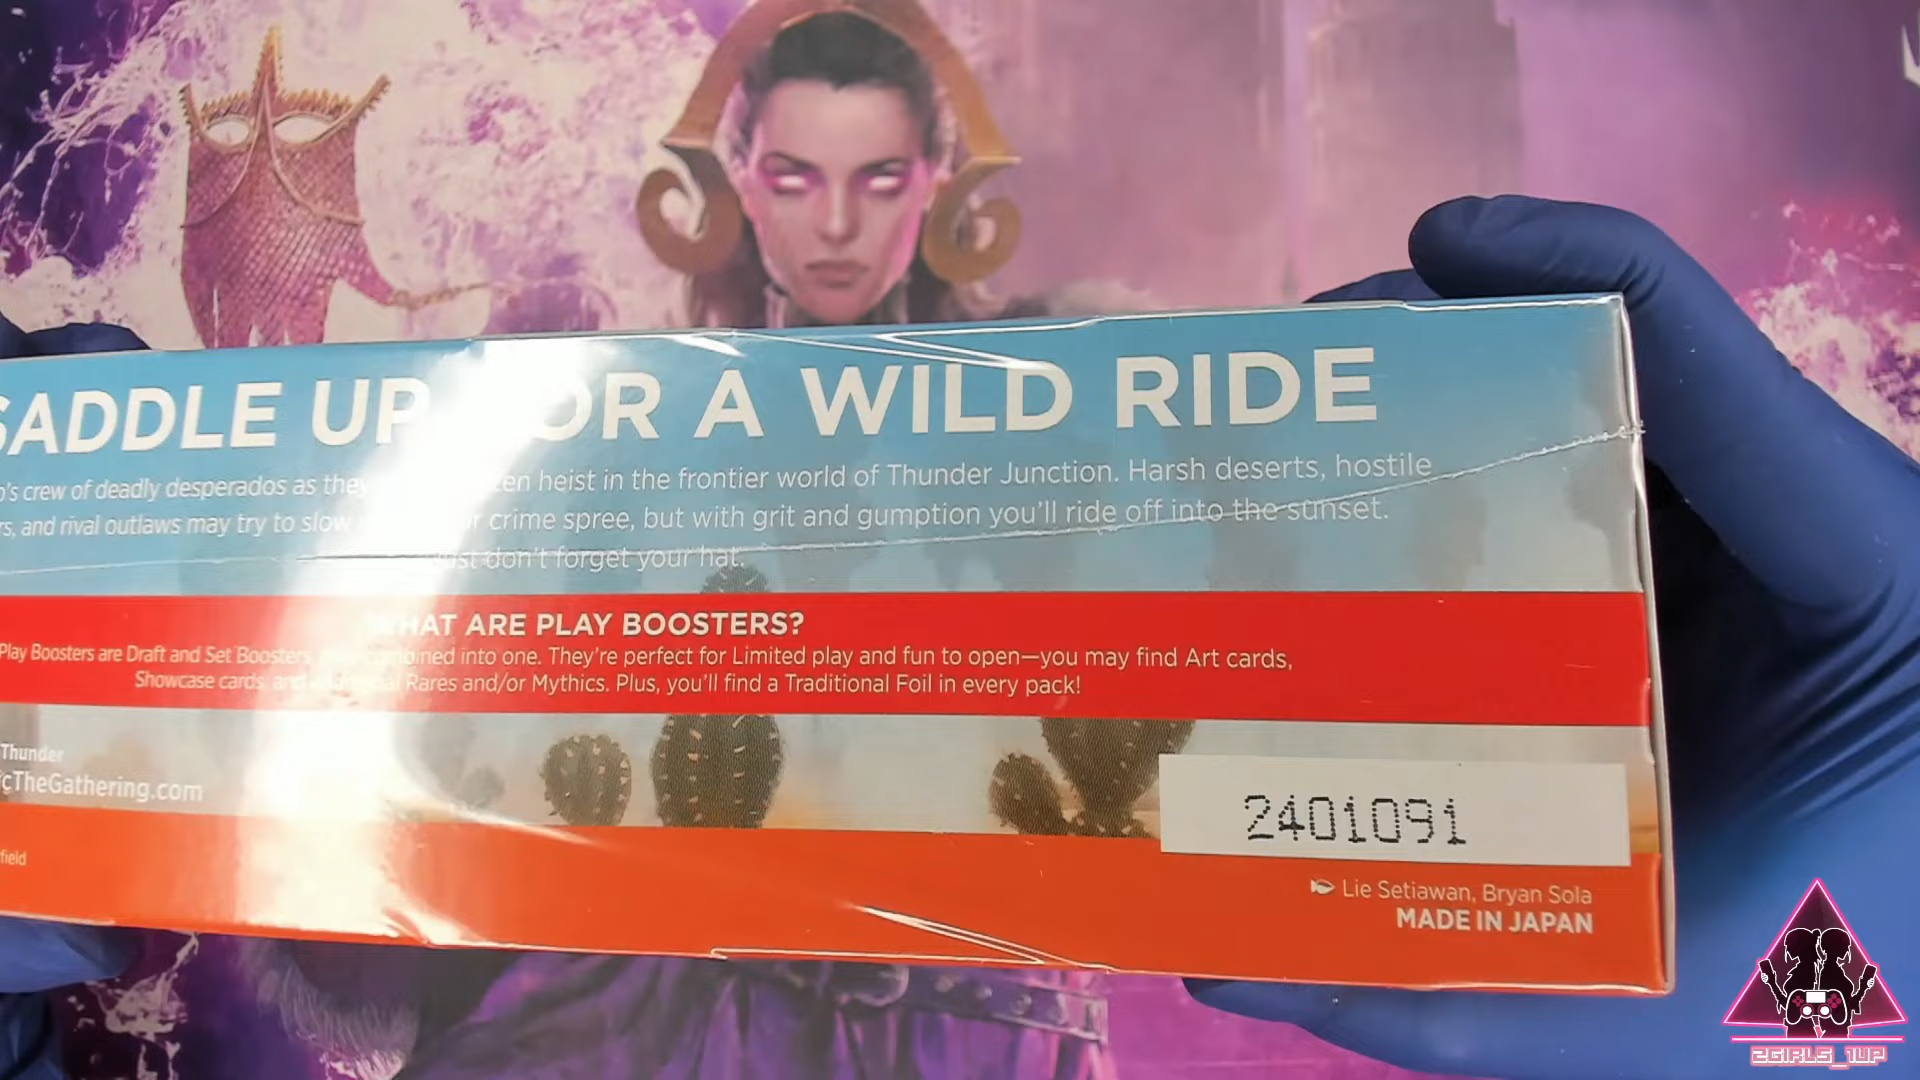 SADDLE UP FOR A WILD RIDE
o's crew of deadly desperados as they en heist in the frontier world of Thunder Junction. Harsh deserts, hostile
rs, and rival outlaws may try to slow r crime spree, but with grit and gumption you'll ride off into the sunset.
Just don't forget your hat.
WHAT ARE PLAY BOOSTERS?
Play Boosters are Draft and Set Boosters, combined into one. They're perfect for Limited play and fun to open—you may find Art cards,
Showcase cards, and Rares and/or Mythics. Plus, you'll find a Traditional Foil in every pack!
Thunder
cTheGathering.com
2401091
field
Lie Setiawan, Bryan Sola
MADE IN JAPAN
2GIRLS_1UP